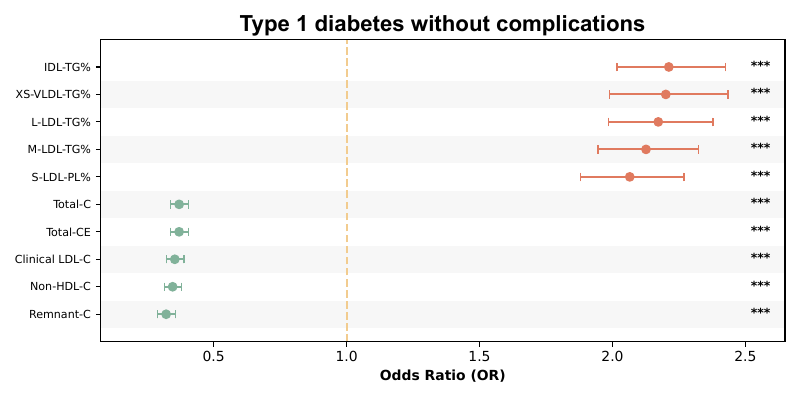 Type 1 diabetes without complications
IDL-TG% ***
XS-VLDL-TG% ***
L-LDL-TG% ***
M-LDL-TG% ***
S-LDL-PL% ***
Total-C ***
Total-CE ***
Clinical LDL-C ***
Non-HDL-C ***
Remnant-C ***
0.5 1.0 1.5 2.0 2.5
Odds Ratio (OR)